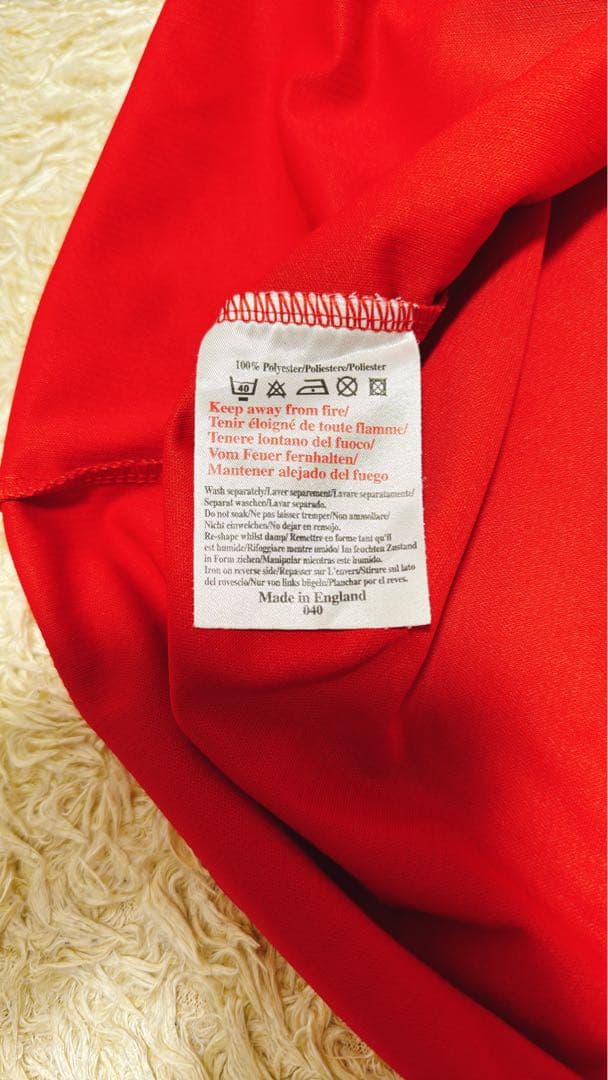 100% Polyester/Poliestere/Poliester
40
Keep away from fire/
Tenir éloigné de toute flamme/
Tenere lontano del fuoco/
Vom Feuer fernhalten/
Mantener alejado del fuego
Wash separately/Laver separement/Lavare separatamente/
Separat waschen/Lavar separado.
Do not soak/Ne pas laisser tremper/Non ammollare/
Nicht einweichen/No dejar en remojo.
Re-shape whilst damp/ Remettre en forme tant qu'il
est humide/Rifoggiare mentre umido/ Im feuchten Zustand
in Form ziehen/Manipular mientras este humido.
Iron on reverse side/Repasser sur L'envers/Stirare sul lato
del rovescio/Nur von links bügeln/Planchar por el reves.
Made in England
040